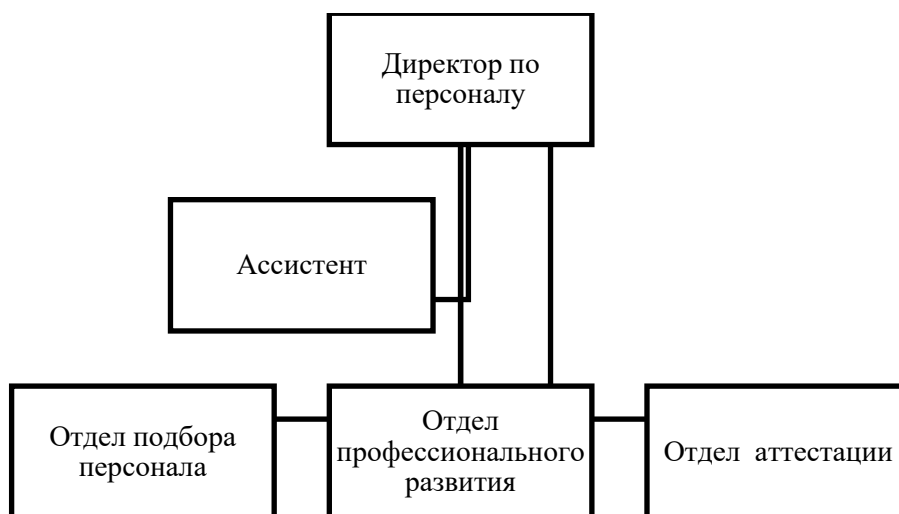 Директор по
персоналу
Ассистент
Отдел подбора
персонала
Отдел
профессионального
развития
Отдел  аттестации